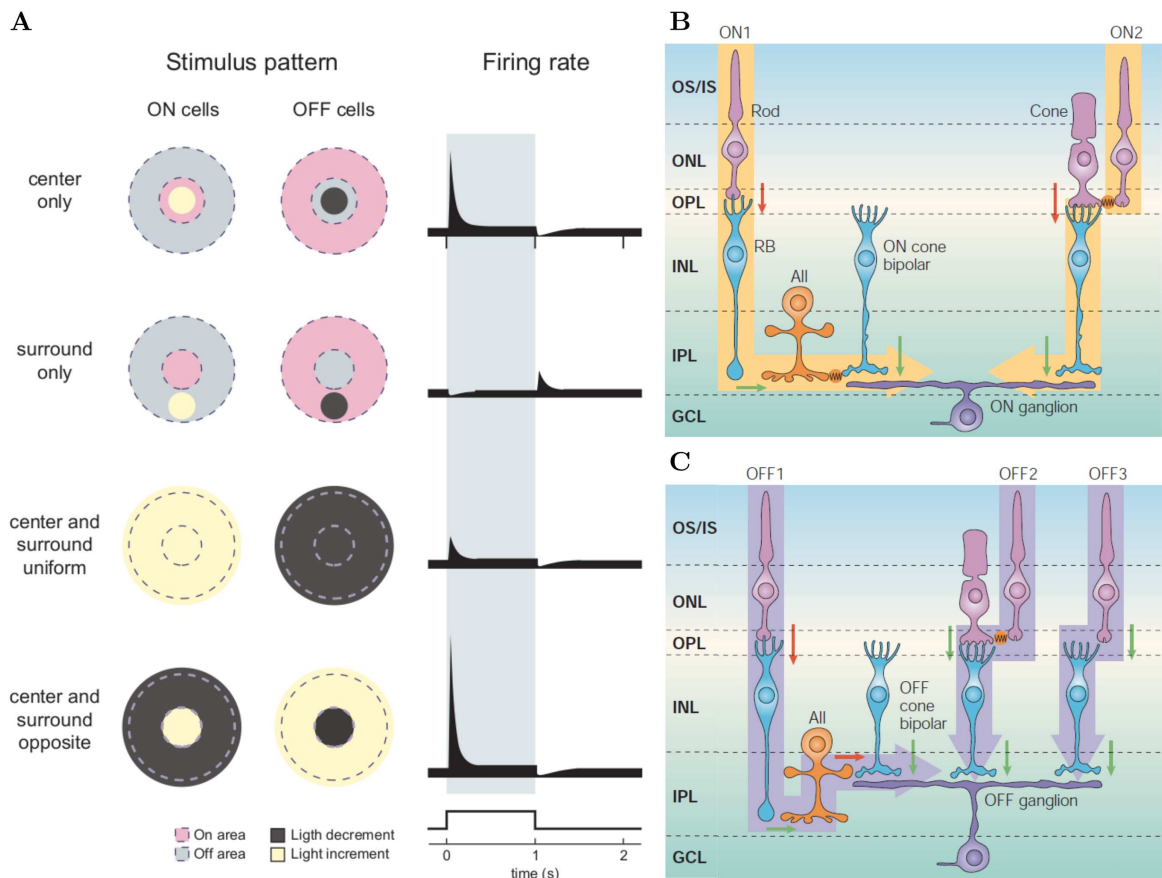 A
Stimulus pattern
Firing rate
ON cells
OFF cells
center
only
surround
only
center and
surround
uniform
center and
surround
opposite
On area
Off area
Ligth decrement
Light increment
0
1
2
time (s)
B
ON1
ON2
OS/IS
Rod
Cone
ONL
OPL
RB
ON cone
bipolar
INL
AII
IPL
ON ganglion
GCL
C
OFF1
OFF2
OFF3
OS/IS
ONL
OPL
INL
OFF
cone
bipolar
AII
IPL
OFF ganglion
GCL